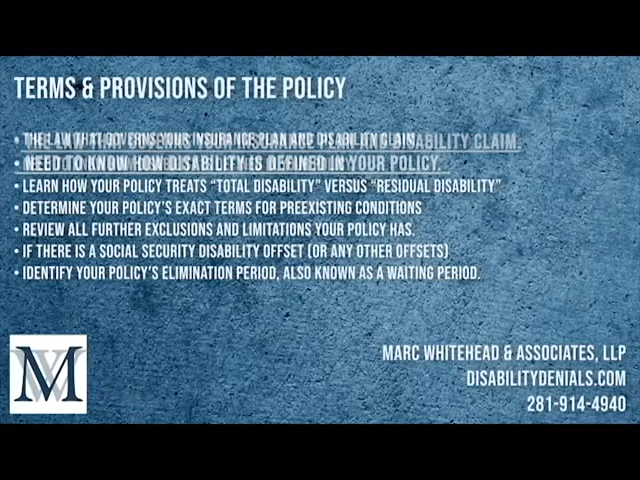 TERMS & PROVISIONS OF THE POLICY
• THE LAW THAT GOVERNS YOUR INSURANCE PLAN AND DISABILITY CLAIM.
• NEED TO KNOW HOW DISABILITY IS DEFINED IN YOUR POLICY.
LEARN HOW YOUR POLICY TREATS “TOTAL DISABILITY” VERSUS “RESIDUAL DISABILITY”
• DETERMINE YOUR POLICY'S EXACT TERMS FOR PREEXISTING CONDITIONS
• REVIEW ALL FURTHER EXCLUSIONS AND LIMITATIONS YOUR POLICY HAS.
• IF THERE IS A SOCIAL SECURITY DISABILITY OFFSET (OR ANY OTHER OFFSETS)
• IDENTIFY YOUR POLICY'S ELIMINATION PERIOD, ALSO KNOWN AS A WAITING PERIOD.
MW
MARC WHITEHEAD & ASSOCIATES, LLP
DISABILITYDENIALS.COM
281-914-4940